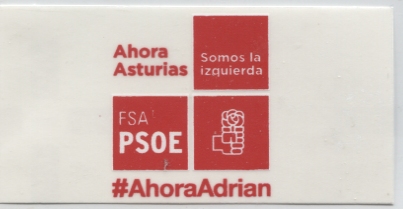 Ahora
Asturias
Somos la
izquierda
FSA
PSOE
#AhoraAdrian